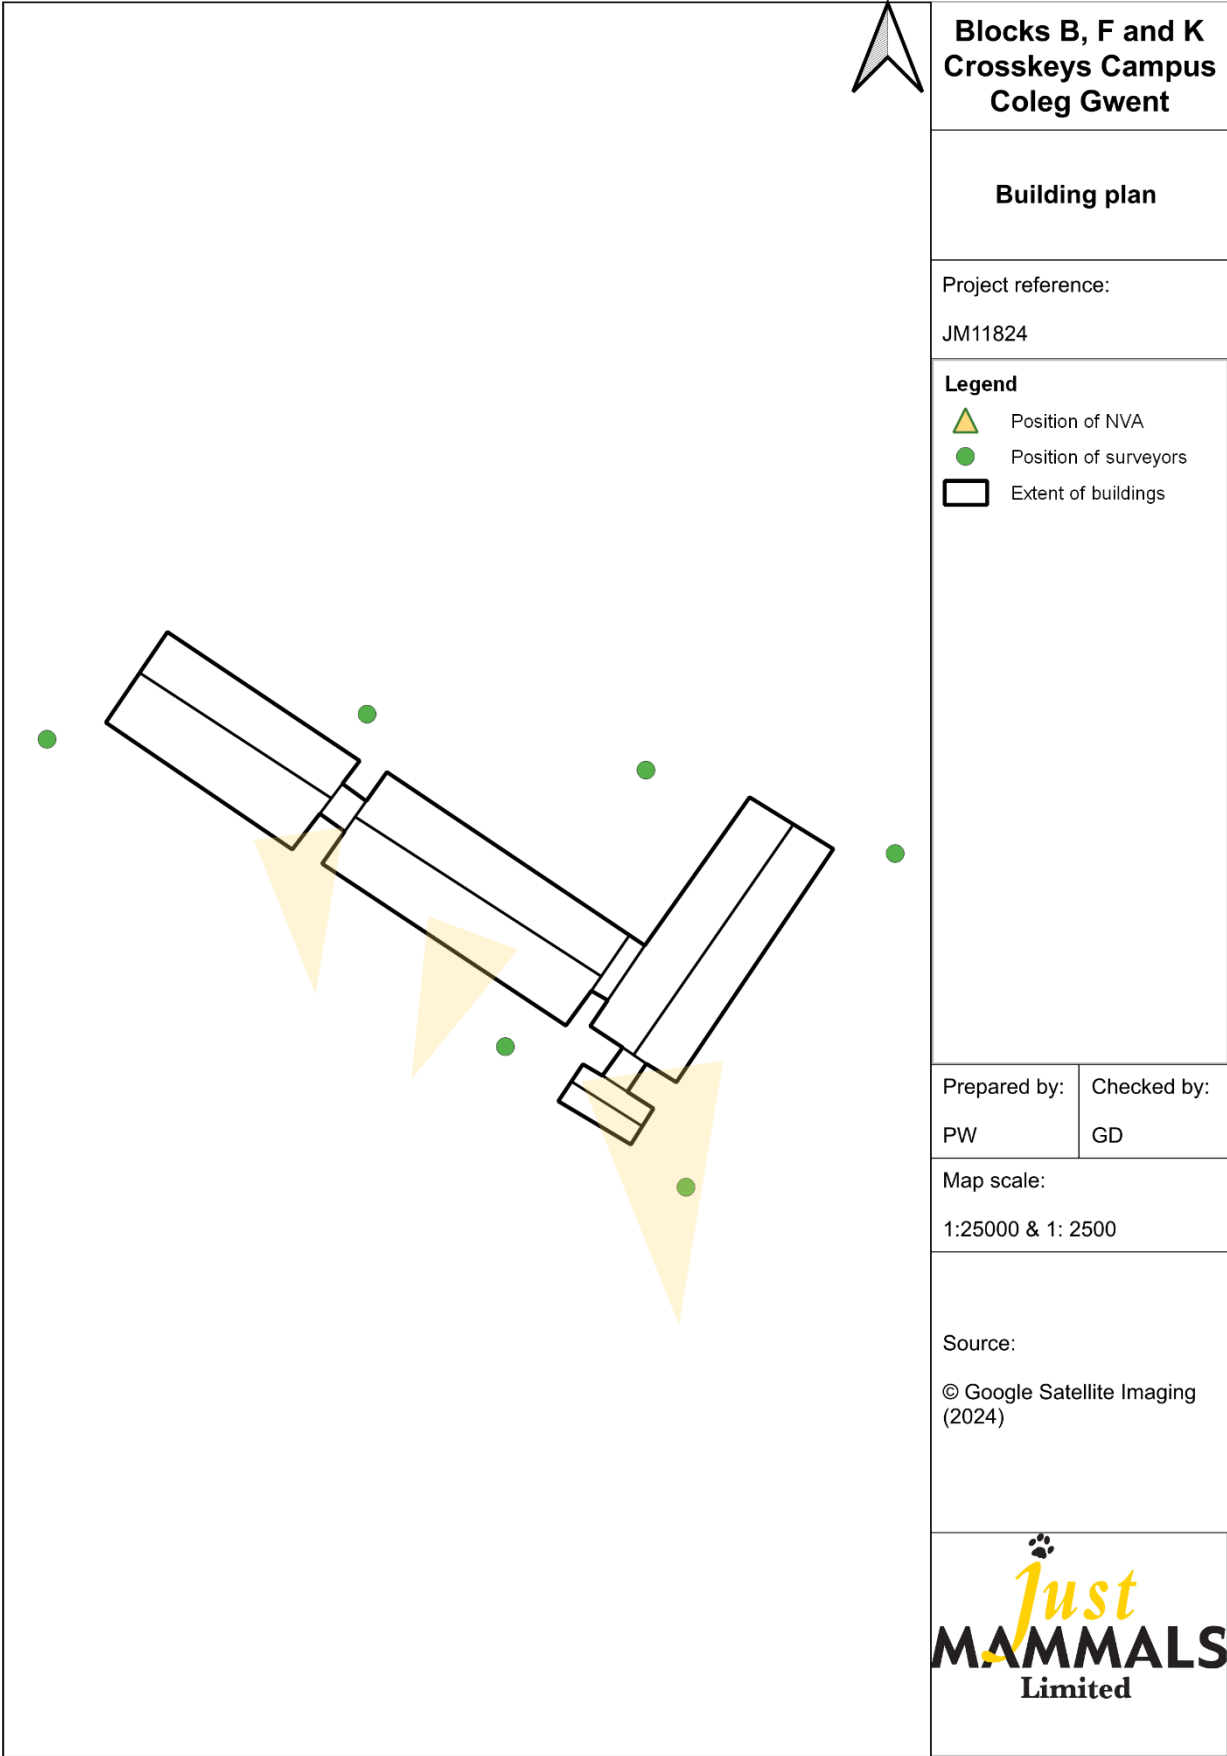 Blocks B, F and K
Crosskeys Campus
Coleg Gwent
Building plan
Project reference:
JM11824
Legend
Position of NVA
Position of surveyors
Extent of buildings
Prepared by:
PW
Checked by:
GD
Map scale:
1:25000 & 1: 2500
Source:
© Google Satellite Imaging
(2024)
Just
MAMMALS
Limited